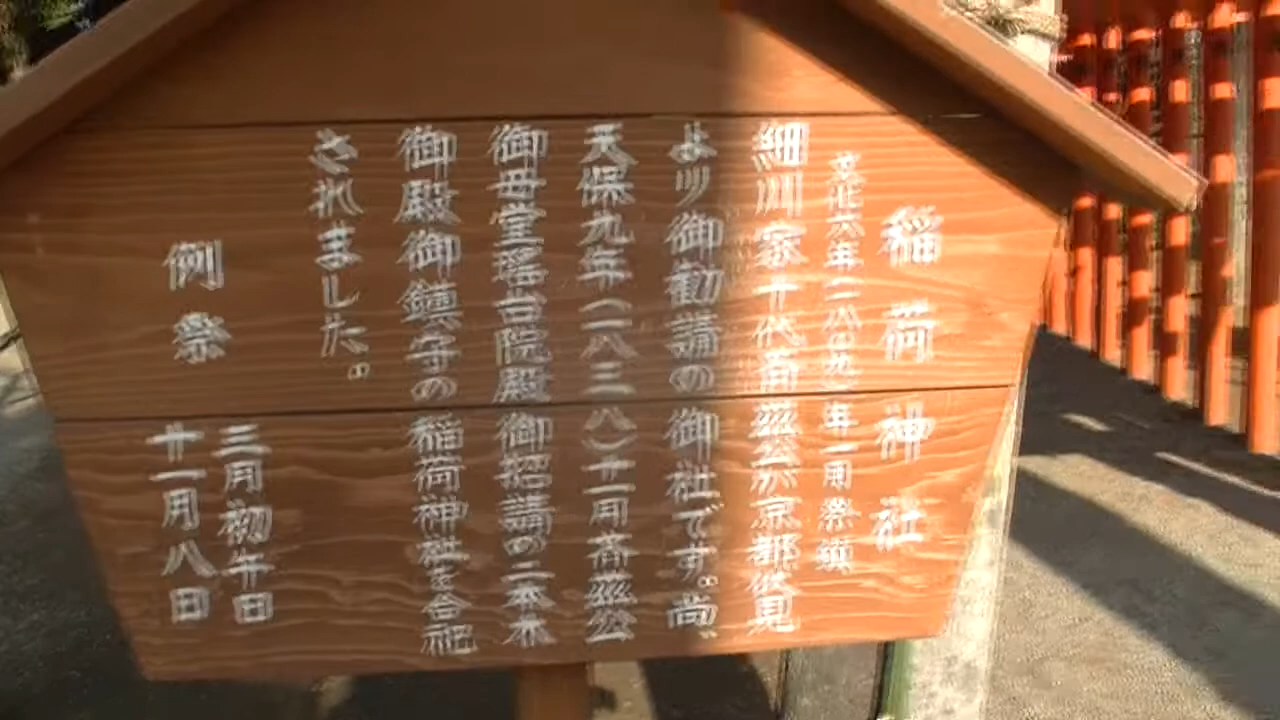 稲荷神社
文化六年(一八〇九)年一月祭鎮
細川家十代斉茲公が京都伏見
より御勧請の御社です。尚
天保九年(一八三八)十一月斉茲公
御母堂瑶台院殿御招請の二本木
御殿御鎮守の稲荷神社を合祀
されました。
例祭
三月初午日
十一月八日